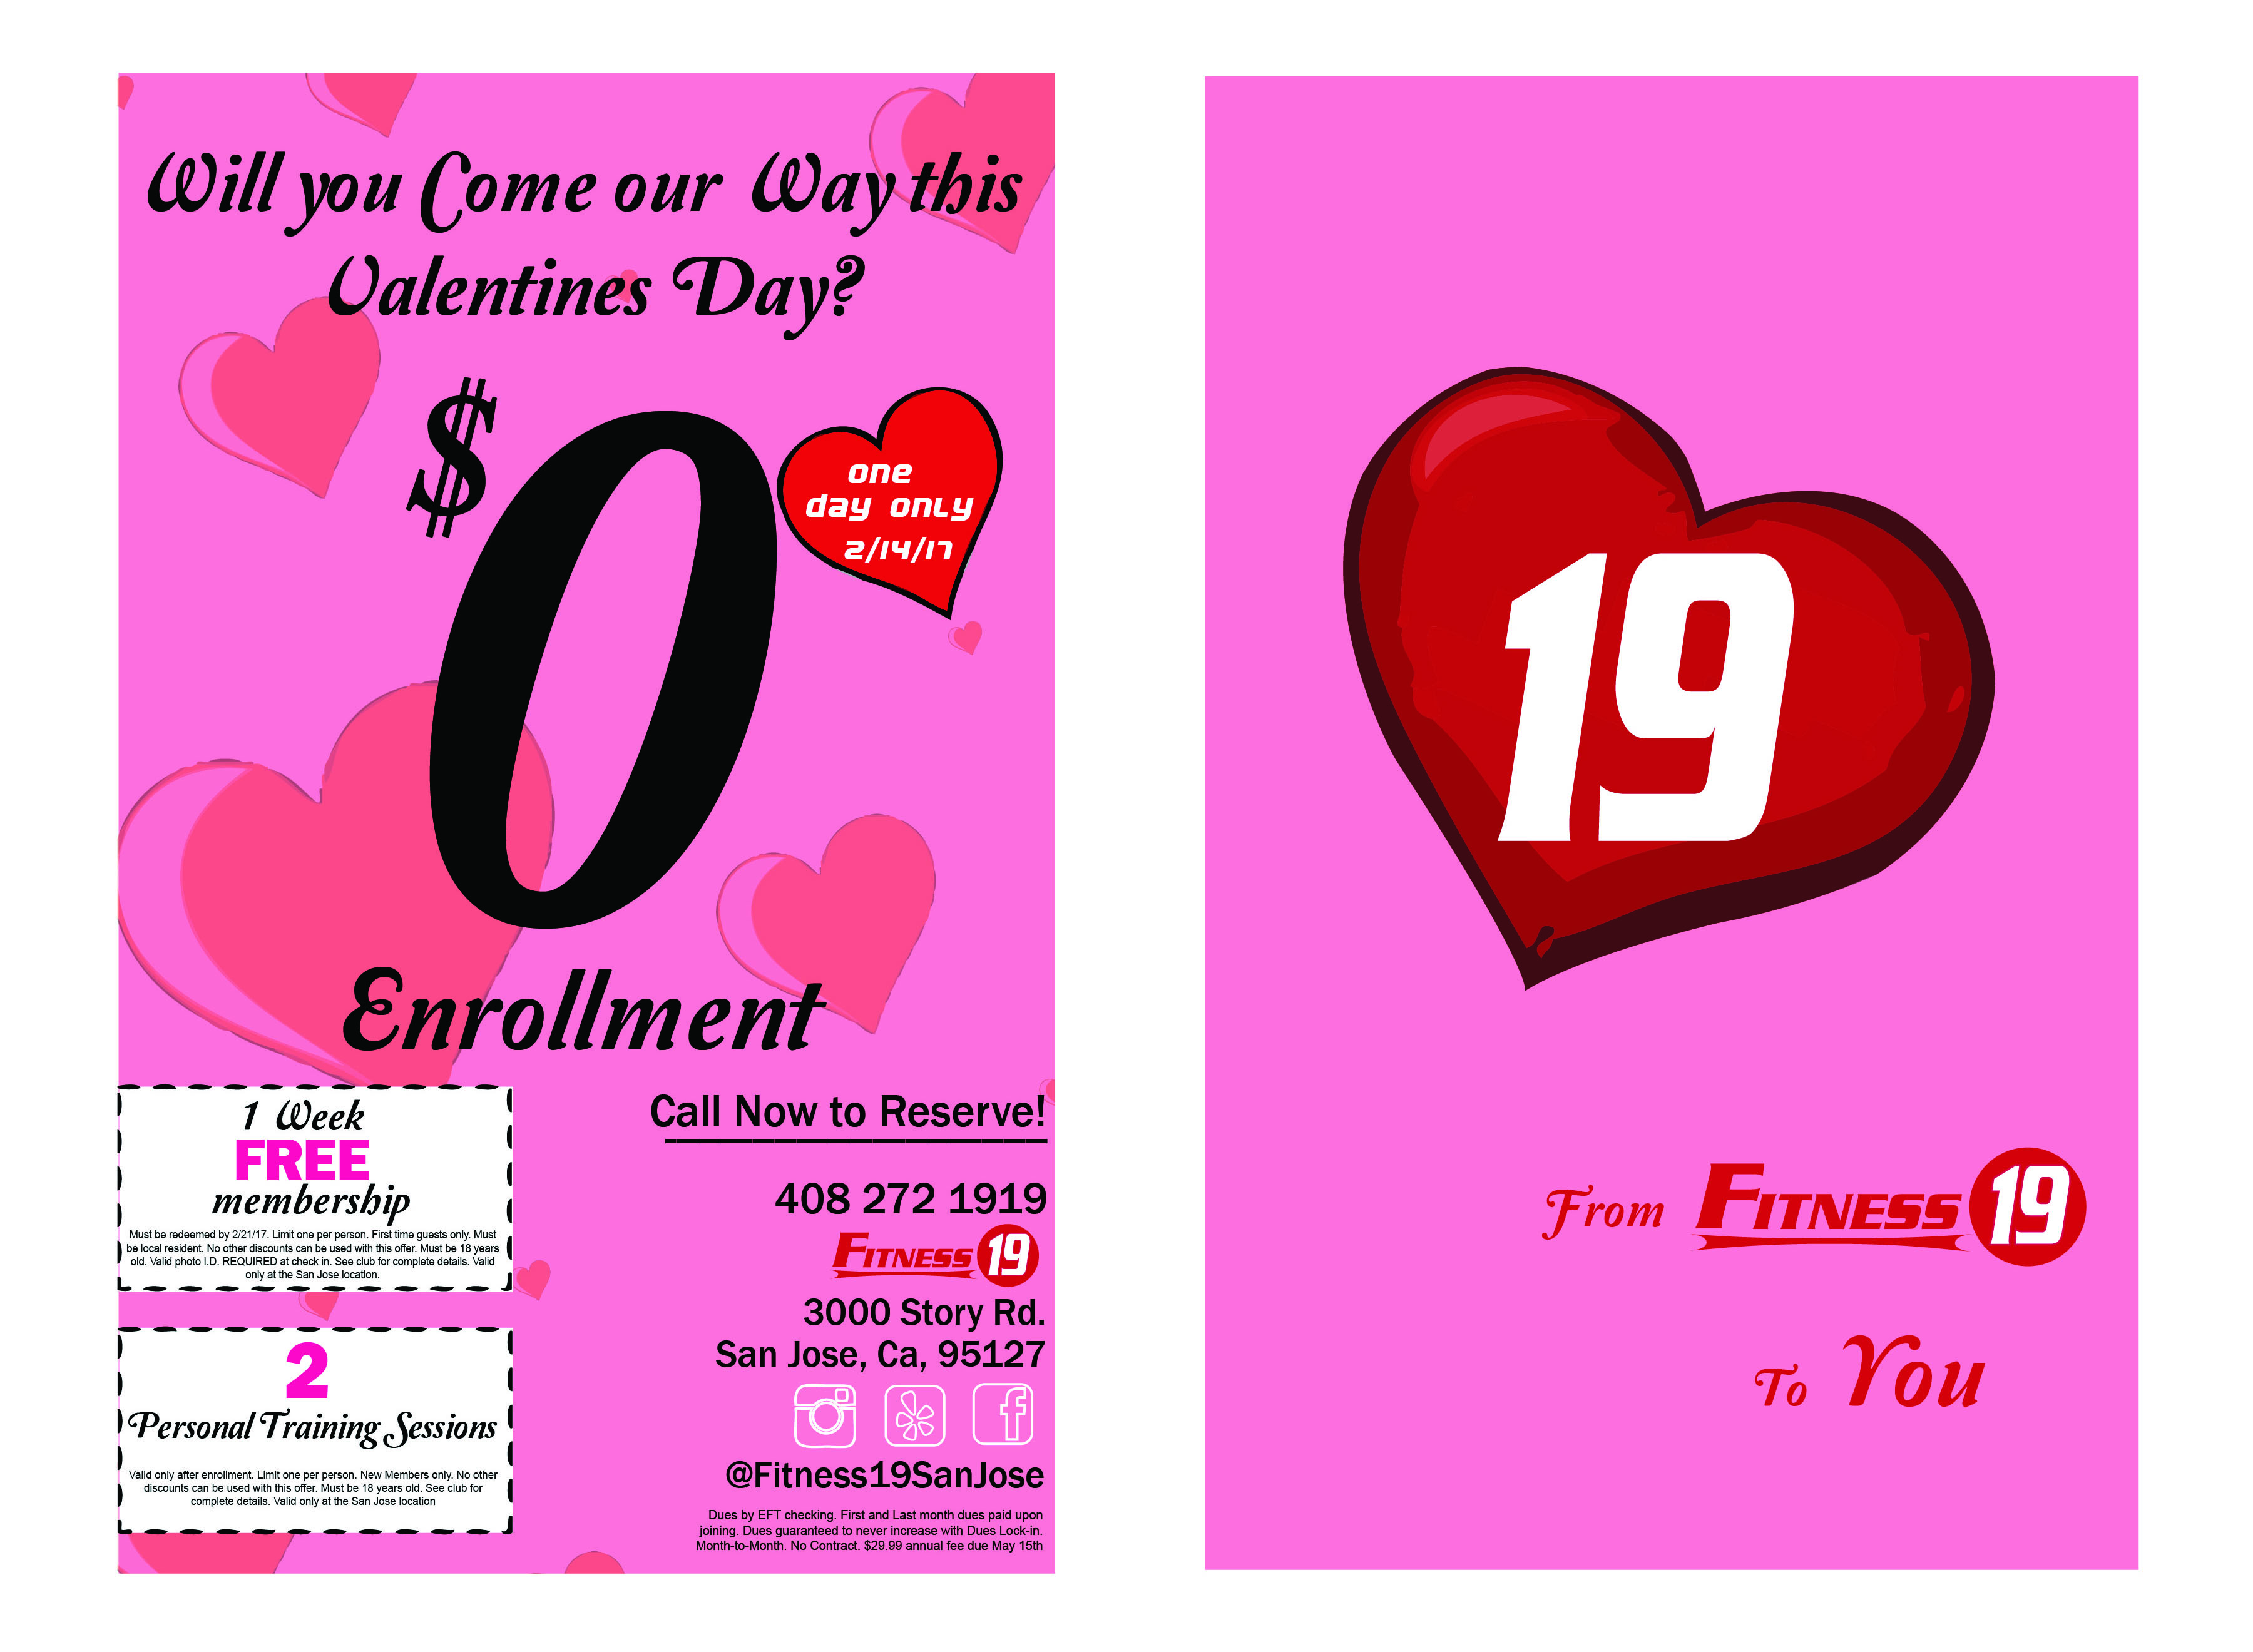 Will you Come our Way this
Valentines Day?
$0
one
day only
2/14/17
Enrollment
1 Week
FREE
membership
Must be redeemed by 2/21/17. Limit one per person. First time guests only. Must
be local resident. No other discounts can be used with this offer. Must be 18 years
old. Valid photo I.D. REQUIRED at check in. See club for complete details. Valid
only at the San Jose location.
2
Personal Training Sessions
Valid only after enrollment. Limit one per person. New Members only. No other
discounts can be used with this offer. Must be 18 years old. See club for
complete details. Valid only at the San Jose location
Call Now to Reserve!
408 272 1919
FITNESS 19
3000 Story Rd.
San Jose, Ca, 95127
@Fitness19SanJose
Dues by EFT checking. First and Last month dues paid upon
joining. Dues guaranteed to never increase with Dues Lock-in.
Month-to-Month. No Contract. $29.99 annual fee due May 15th
19
From FITNESS 19
To You